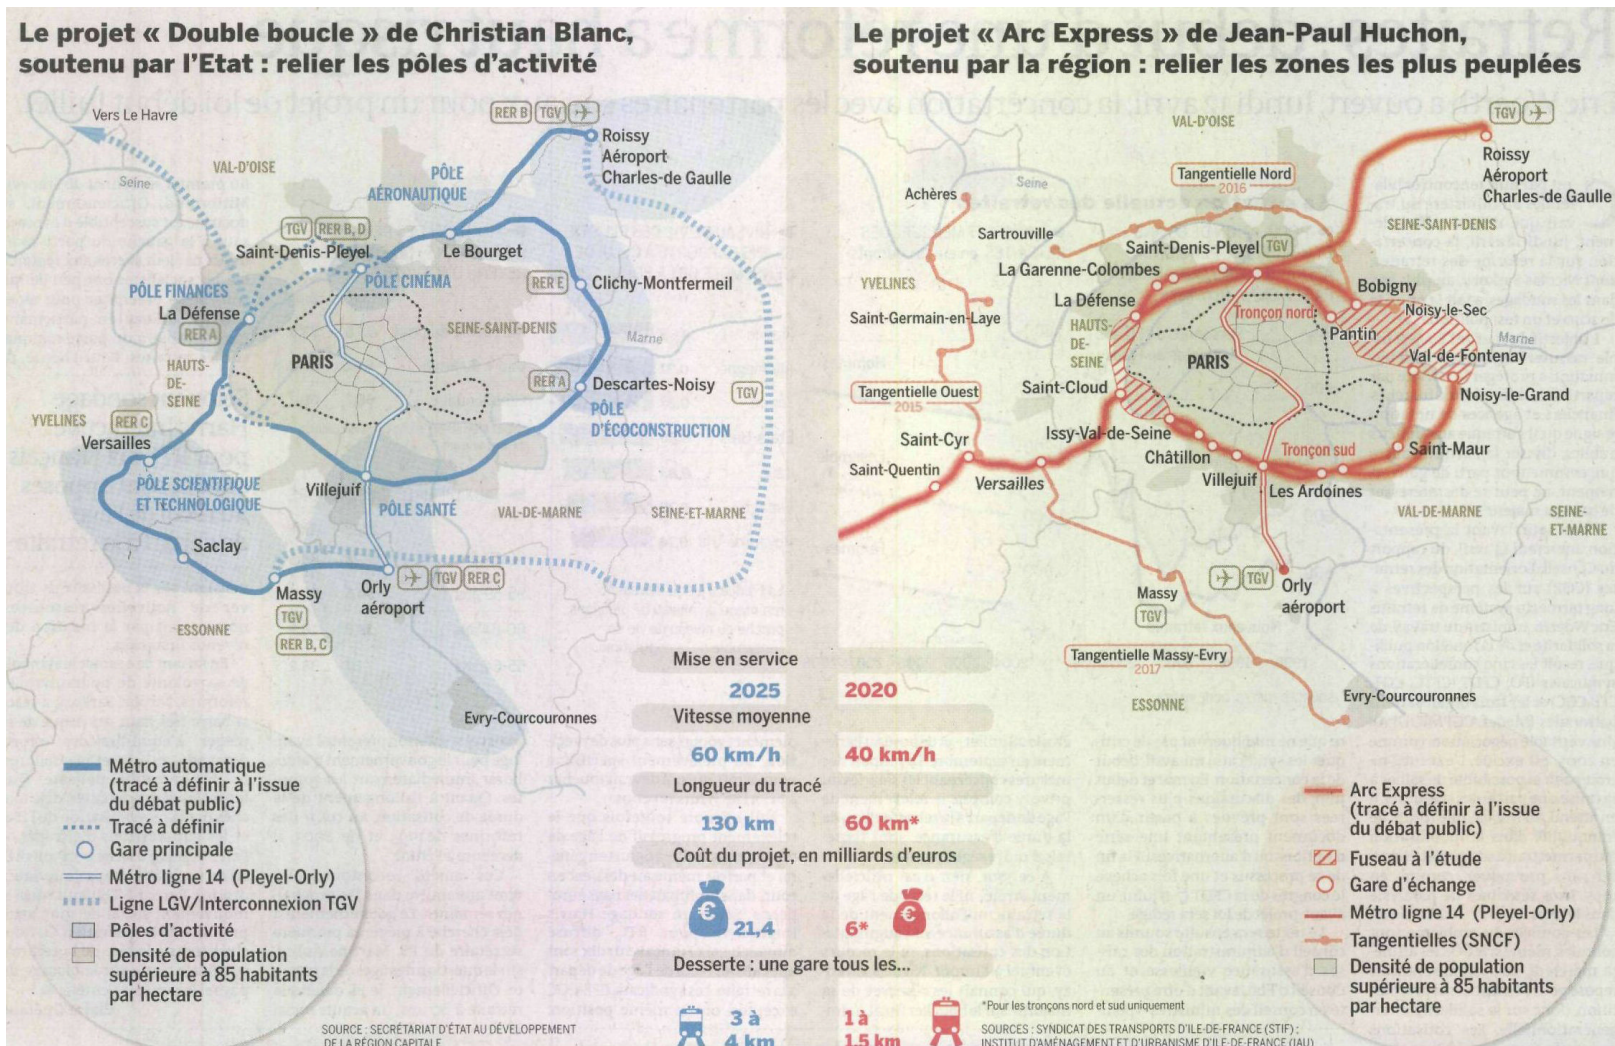 Le projet « Double boucle » de Christian Blanc,
soutenu par l'Etat : relier les pôles d'activité
Vers Le Havre
RER B TGV
Roissy
Aéroport
Charles-de Gaulle
VAL-D'OISE
Seine
PÔLE
AÉRONAUTIQUE
TGV RER B, D
Saint-Denis-Pleyel
Le Bourget
PÔLE CINÉMA
RER E
Clichy-Montfermeil
PÔLE FINANCES
La Défense
RER A
SEINE-SAINT-DENIS
Marne
HAUTS-
DE-
SEINE
PARIS
RER A
Descartes-Noisy
TGV
PÔLE
D'ÉCOCONSTRUCTION
YVELINES
RER C
Versailles
PÔLE SCIENTIFIQUE
ET TECHNOLOGIQUE
Villejuif
PÔLE SANTÉ
VAL-DE-MARNE
SEINE-ET-MARNE
Saclay
Massy
TGV
RER B, C
Orly
aéroport
TGV RER C
ESSONNE
Evry-Courcouronnes
Métro automatique
(tracé à définir à l'issue
du débat public)
Tracé à définir
Gare principale
Métro ligne 14 (Pleyel-Orly)
Ligne LGV/Interconnexion TGV
Pôles d'activité
Densité de population
supérieure à 85 habitants
par hectare
SOURCE : SECRÉTARIAT D'ÉTAT AU DÉVELOPPEMENT
DE LA RÉGION CAPITALE
Mise en service
2025 2020
Vitesse moyenne
60 km/h 40 km/h
Longueur du tracé
130 km 60 km*
Coût du projet, en milliards d'euros
€ 21,4 6* €
Desserte : une gare tous les...
3 à 1 à
4 km 1,5 km
Le projet « Arc Express » de Jean-Paul Huchon,
soutenu par la région : relier les zones les plus peuplées
TGV
Roissy
Aéroport
Charles-de Gaulle
VAL-D'OISE
Tangentielle Nord
2016
Achères
Seine
Sartrouville
SEINE-SAINT-DENIS
Saint-Denis-Pleyel TGV
La Garenne-Colombes
YVELINES
La Défense
Bobigny
Noisy-le-Sec
Saint-Germain-en-Laye
Tronçon nord
Pantin
Marne
HAUTS-
DE-
SEINE
PARIS
Val-de-Fontenay
Saint-Cloud
Noisy-le-Grand
Tangentielle Ouest
2015
Issy-Val-de-Seine
Saint-Cyr
Châtillon
Tronçon sud
Saint-Maur
Saint-Quentin
Versailles
Villejuif
Les Ardoines
VAL-DE-MARNE
SEINE-
ET-MARNE
Massy
TGV
TGV
Orly
aéroport
Tangentielle Massy-Evry
2017
ESSONNE
Evry-Courcouronnes
Arc Express
(tracé à définir à l'issue
du débat public)
Fuseau à l'étude
Gare d'échange
Métro ligne 14 (Pleyel-Orly)
Tangentielles (SNCF)
Densité de population
supérieure à 85 habitants
par hectare
*Pour les tronçons nord et sud uniquement
SOURCES : SYNDICAT DES TRANSPORTS D'ILE-DE-FRANCE (STIF) ;
INSTITUT D'AMÉNAGEMENT ET D'URBANISME D'ILE-DE-FRANCE (IAU)